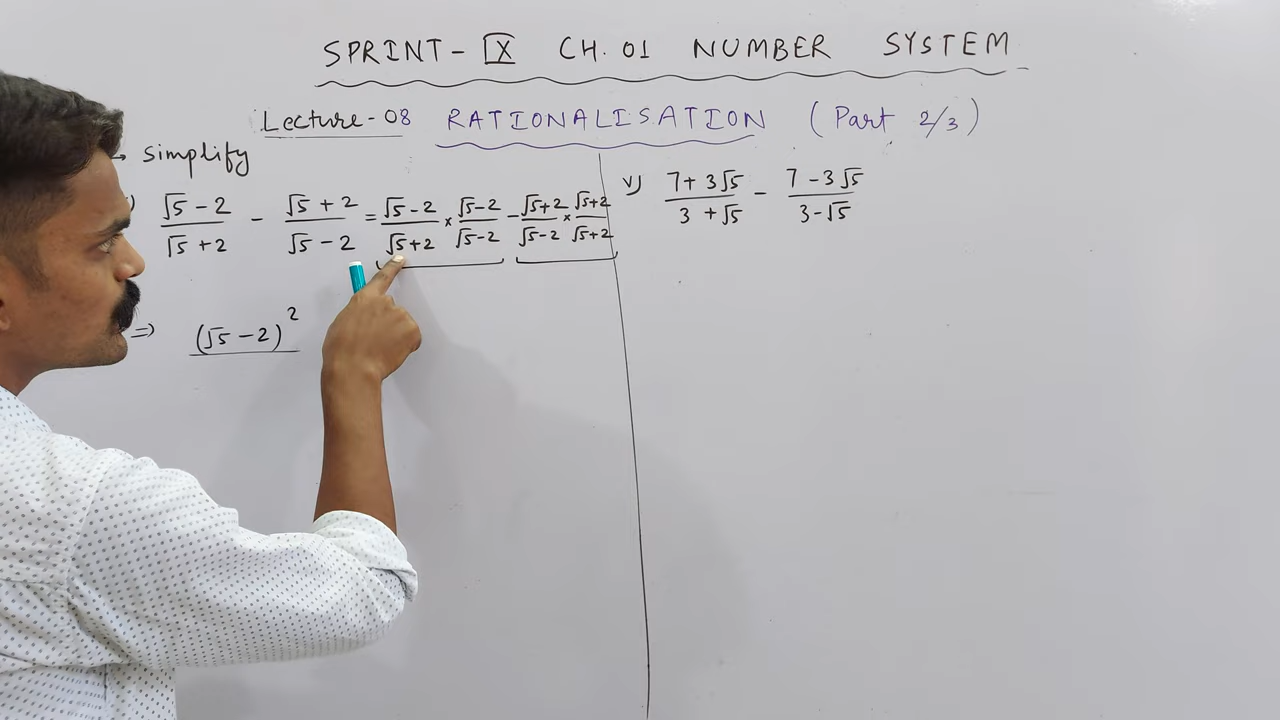 SPRINT - IX CH. 01 NUMBER SYSTEM
Lecture - 08 RATIONALISATION (Part 2/3)
→ simplify
) (√5 - 2)/(√5 + 2) - (√5 + 2)/(√5 - 2) = (√5 - 2)/(√5 + 2) × (√5 - 2)/(√5 - 2) - (√5 + 2)/(√5 - 2) × (√5 + 2)/(√5 + 2)
⇒ (√5 - 2)²
v) (7 + 3√5)/(3 + √5) - (7 - 3√5)/(3 - √5)